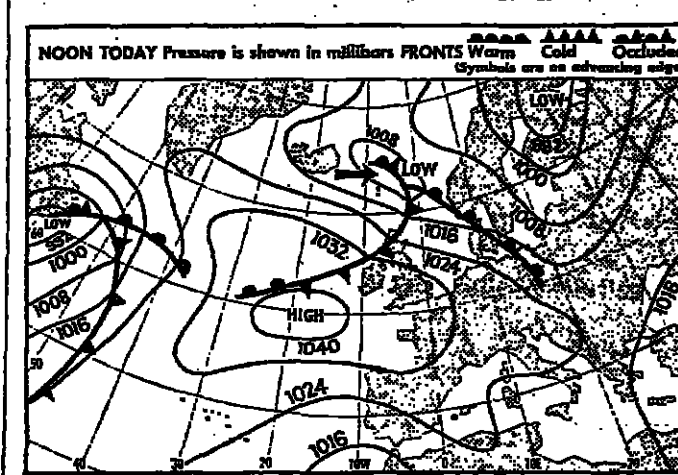 NOON TODAY Pressure is shown in millibars FRONTS Warm Cold Occluded
(Symbols are on advancing edge
LOW
1008
LOW
1000
1008
1016
1024
1032
LOW
1000
1008
1016
HIGH
1040
1016
50
1024
1016
40 30 20 10W 0 10E